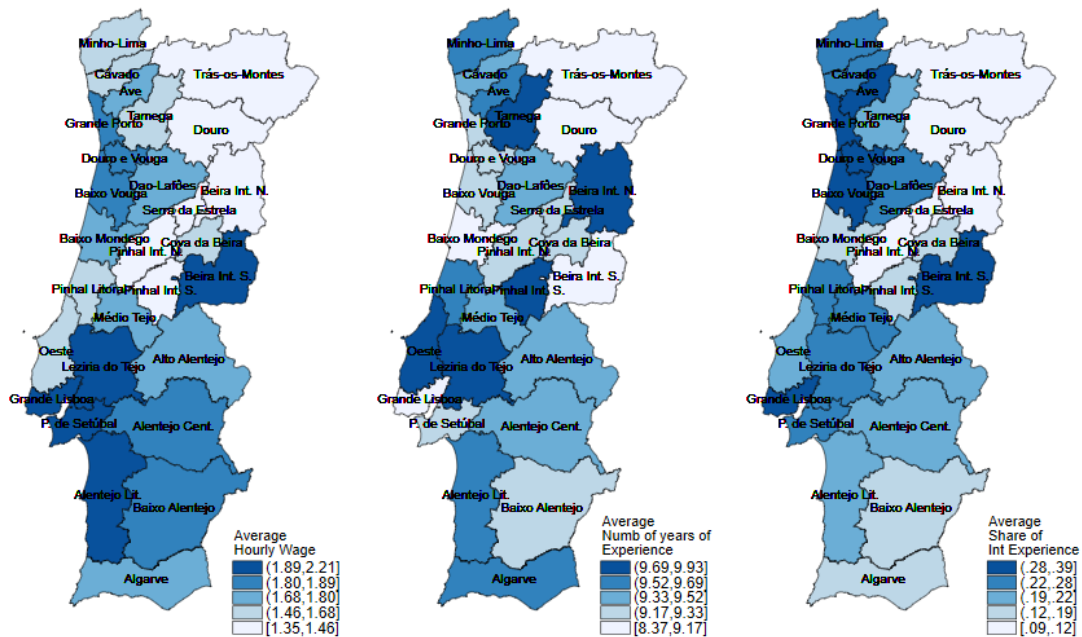 Minho-Lima
Cávado
Trás-os-Montes
Ave
Tamega
Grande Porto
Douro
Douro e Vouga
Dao-Lafões
Baixo Vouga
Beira Int. N.
Serra da Estrela
Baixo Mondego
Cova da Beira
Pinhal Int. N.
Beira Int. S.
Pinhal Litoral
Pinhal Int. S.
Médio Tejo
Oeste
Alto Alentejo
Leziria do Tejo
Grande Lisboa
P. de Setúbal
Alentejo Cent.
Alentejo Lit.
Baixo Alentejo
Algarve
Average
Hourly Wage
(1.89,2.21]
(1.80,1.89]
(1.68,1.80]
(1.46,1.68]
[1.35,1.46]
Minho-Lima
Cávado
Trás-os-Montes
Ave
Tamega
Grande Porto
Douro
Douro e Vouga
Dao-Lafões
Baixo Vouga
Beira Int. N.
Serra da Estrela
Baixo Mondego
Cova da Beira
Pinhal Int. N.
Beira Int. S.
Pinhal Litoral
Pinhal Int. S.
Médio Tejo
Oeste
Alto Alentejo
Leziria do Tejo
Grande Lisboa
P. de Setúbal
Alentejo Cent.
Alentejo Lit.
Baixo Alentejo
Algarve
Average
Numb of years of
Experience
(9.69,9.93]
(9.52,9.69]
(9.33,9.52]
(9.17,9.33]
[8.37,9.17]
Minho-Lima
Cávado
Trás-os-Montes
Ave
Tamega
Grande Porto
Douro
Douro e Vouga
Dao-Lafões
Baixo Vouga
Beira Int. N.
Serra da Estrela
Baixo Mondego
Cova da Beira
Pinhal Int. N.
Beira Int. S.
Pinhal Litoral
Pinhal Int. S.
Médio Tejo
Oeste
Alto Alentejo
Leziria do Tejo
Grande Lisboa
P. de Setúbal
Alentejo Cent.
Alentejo Lit.
Baixo Alentejo
Algarve
Average
Share of
Int Experience
(.28,.39]
(.22,.28]
(.19,.22]
(.12,.19]
[.09,.12]